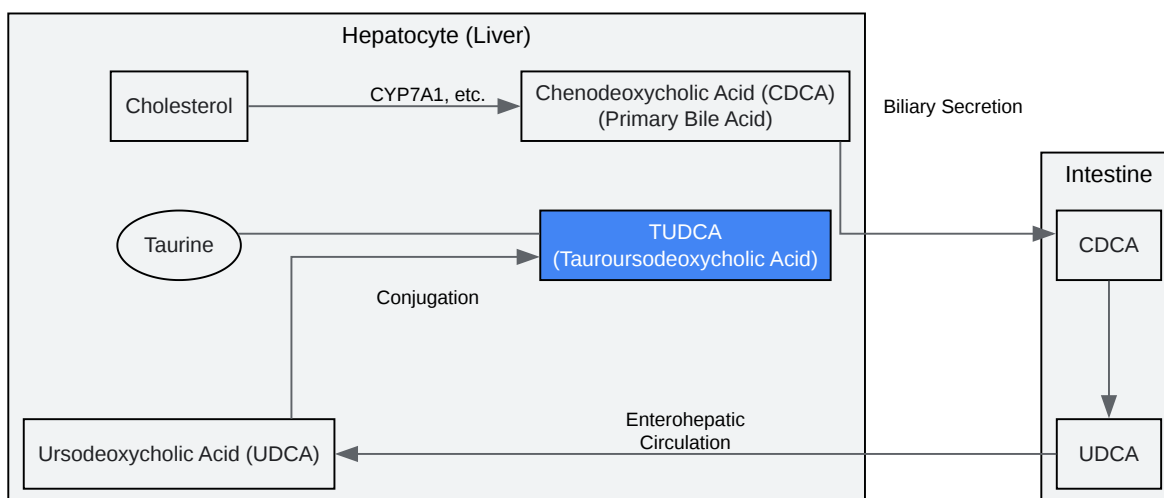 Hepatocyte (Liver)
Cholesterol
CYP7A1, etc.
Chenodeoxycholic Acid (CDCA)
(Primary Bile Acid)
Biliary Secretion
Intestine
Taurine
TUDCA
(Tauroursodeoxycholic Acid)
CDCA
Conjugation
Enterohepatic
Circulation
Ursodeoxycholic Acid (UDCA)
UDCA